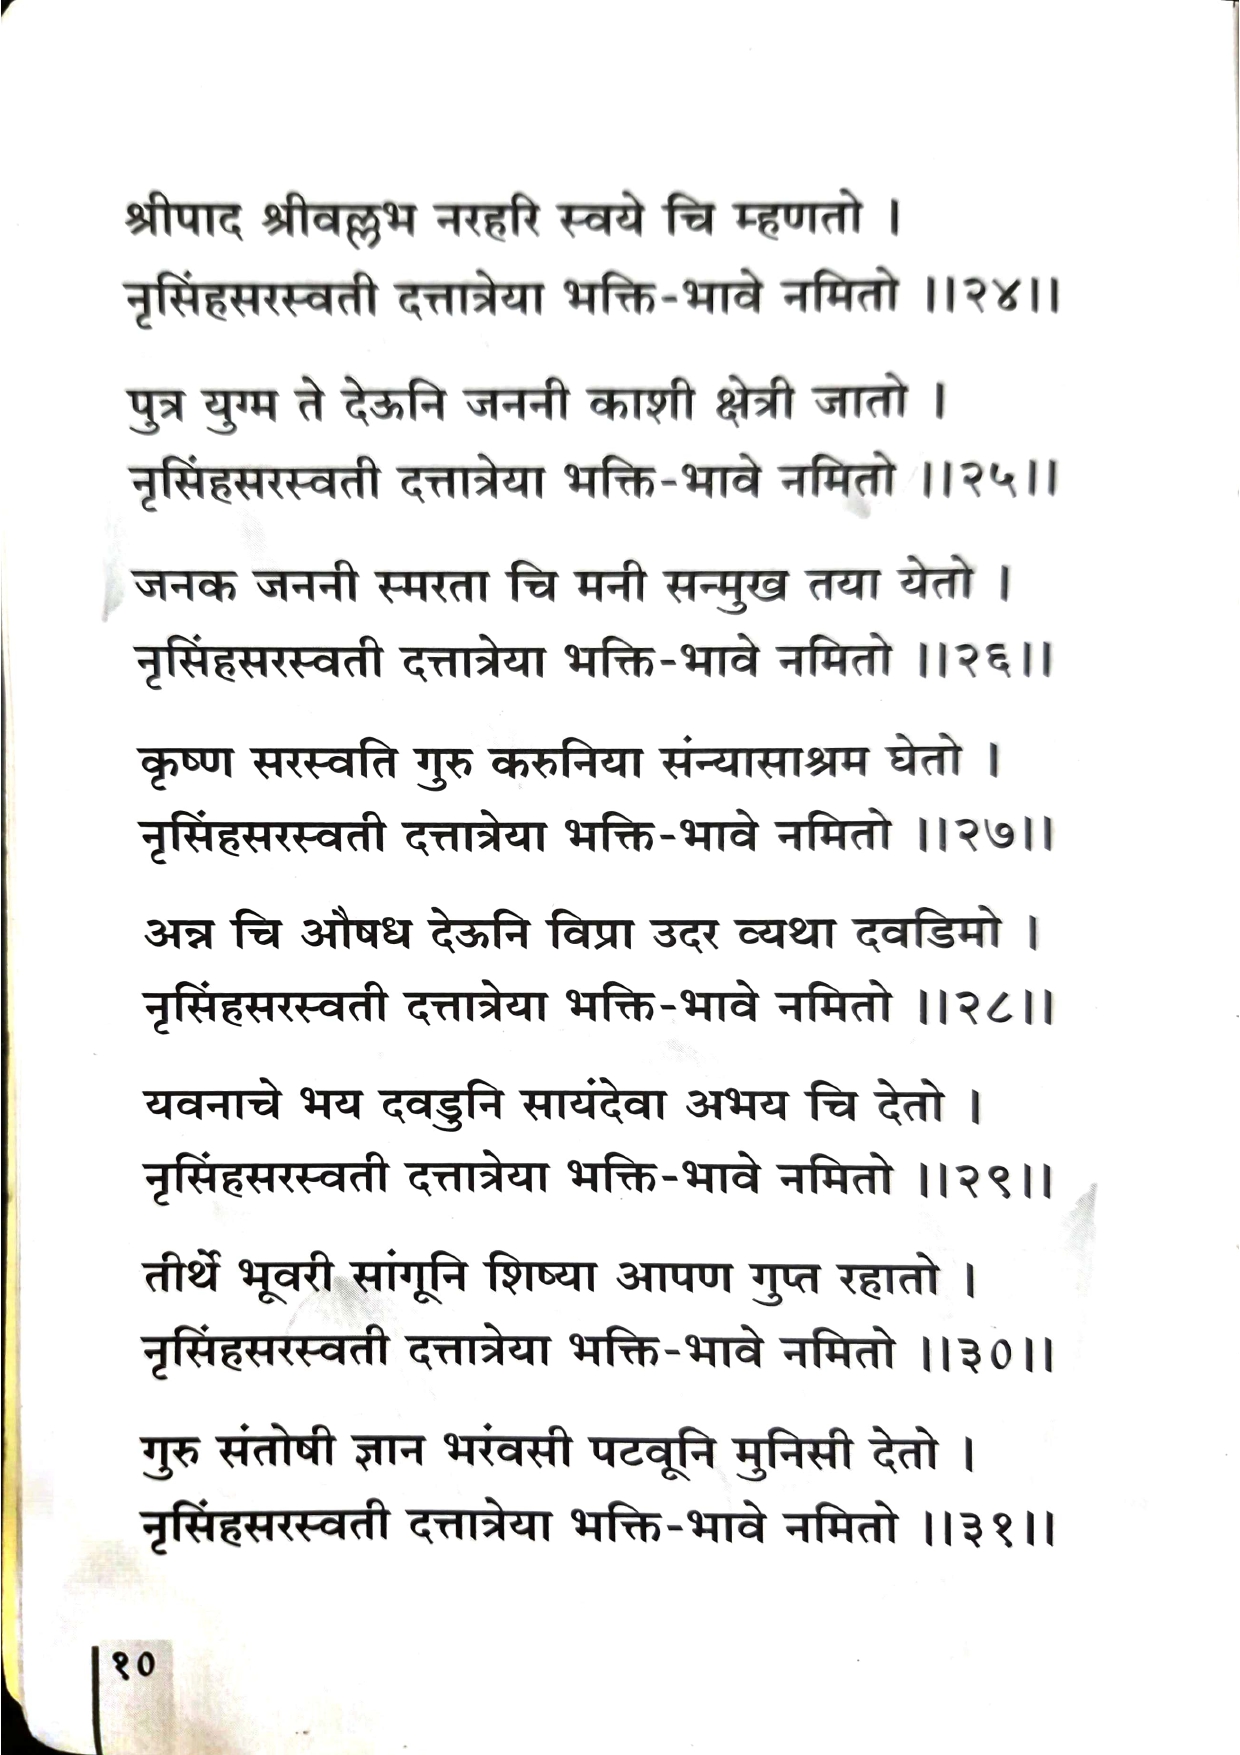 श्रीपाद श्रीवल्लभ नरहरि स्वये चि म्हणतो ।
नृसिंहसरस्वती दत्तात्रेया भक्ति-भावे नमितो ।।२४।।
पुत्र युग्म ते देऊनि जननी काशी क्षेत्री जातो ।
नृसिंहसरस्वती दत्तात्रेया भक्ति-भावे नमितो ।।२५।।
जनक जननी स्मरता चि मनी सन्मुख तया येतो ।
नृसिंहसरस्वती दत्तात्रेया भक्ति-भावे नमितो ।।२६।।
कृष्ण सरस्वति गुरु करुनिया संन्यासाश्रम घेतो ।
नृसिंहसरस्वती दत्तात्रेया भक्ति-भावे नमितो ।।२७।।
अन्न चि औषध देऊनि विप्रा उदर व्यथा दवडिमो ।
नृसिंहसरस्वती दत्तात्रेया भक्ति-भावे नमितो ।।२८।।
यवनाचे भय दवडुनि सायंदेवा अभय चि देतो ।
नृसिंहसरस्वती दत्तात्रेया भक्ति-भावे नमितो ।।२९।।
तीर्थे भूवरी सांगूनि शिष्या आपण गुप्त रहातो ।
नृसिंहसरस्वती दत्तात्रेया भक्ति-भावे नमितो ।।३०।।
गुरु संतोषी ज्ञान भरंवसी पटवूनि मुनिसी देतो ।
नृसिंहसरस्वती दत्तात्रेया भक्ति-भावे नमितो ।।३१।।
१०